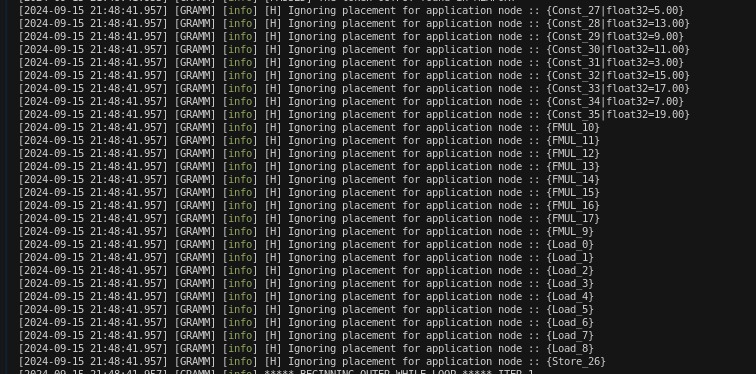 [2024-09-15 21:48:41.957] [GRAMM] [info] [H] Ignoring placement for application node :: {Const_27|float32=5.00}
[2024-09-15 21:48:41.957] [GRAMM] [info] [H] Ignoring placement for application node :: {Const_28|float32=13.00}
[2024-09-15 21:48:41.957] [GRAMM] [info] [H] Ignoring placement for application node :: {Const_29|float32=9.00}
[2024-09-15 21:48:41.957] [GRAMM] [info] [H] Ignoring placement for application node :: {Const_30|float32=11.00}
[2024-09-15 21:48:41.957] [GRAMM] [info] [H] Ignoring placement for application node :: {Const_31|float32=3.00}
[2024-09-15 21:48:41.957] [GRAMM] [info] [H] Ignoring placement for application node :: {Const_32|float32=15.00}
[2024-09-15 21:48:41.957] [GRAMM] [info] [H] Ignoring placement for application node :: {Const_33|float32=17.00}
[2024-09-15 21:48:41.957] [GRAMM] [info] [H] Ignoring placement for application node :: {Const_34|float32=7.00}
[2024-09-15 21:48:41.957] [GRAMM] [info] [H] Ignoring placement for application node :: {Const_35|float32=19.00}
[2024-09-15 21:48:41.957] [GRAMM] [info] [H] Ignoring placement for application node :: {FMUL_10}
[2024-09-15 21:48:41.957] [GRAMM] [info] [H] Ignoring placement for application node :: {FMUL_11}
[2024-09-15 21:48:41.957] [GRAMM] [info] [H] Ignoring placement for application node :: {FMUL_12}
[2024-09-15 21:48:41.957] [GRAMM] [info] [H] Ignoring placement for application node :: {FMUL_13}
[2024-09-15 21:48:41.957] [GRAMM] [info] [H] Ignoring placement for application node :: {FMUL_14}
[2024-09-15 21:48:41.957] [GRAMM] [info] [H] Ignoring placement for application node :: {FMUL_15}
[2024-09-15 21:48:41.957] [GRAMM] [info] [H] Ignoring placement for application node :: {FMUL_16}
[2024-09-15 21:48:41.957] [GRAMM] [info] [H] Ignoring placement for application node :: {FMUL_17}
[2024-09-15 21:48:41.957] [GRAMM] [info] [H] Ignoring placement for application node :: {FMUL_9}
[2024-09-15 21:48:41.957] [GRAMM] [info] [H] Ignoring placement for application node :: {Load_0}
[2024-09-15 21:48:41.957] [GRAMM] [info] [H] Ignoring placement for application node :: {Load_1}
[2024-09-15 21:48:41.957] [GRAMM] [info] [H] Ignoring placement for application node :: {Load_2}
[2024-09-15 21:48:41.957] [GRAMM] [info] [H] Ignoring placement for application node :: {Load_3}
[2024-09-15 21:48:41.957] [GRAMM] [info] [H] Ignoring placement for application node :: {Load_4}
[2024-09-15 21:48:41.957] [GRAMM] [info] [H] Ignoring placement for application node :: {Load_5}
[2024-09-15 21:48:41.957] [GRAMM] [info] [H] Ignoring placement for application node :: {Load_6}
[2024-09-15 21:48:41.957] [GRAMM] [info] [H] Ignoring placement for application node :: {Load_7}
[2024-09-15 21:48:41.957] [GRAMM] [info] [H] Ignoring placement for application node :: {Load_8}
[2024-09-15 21:48:41.957] [GRAMM] [info] [H] Ignoring placement for application node :: {Store_26}
[2024-09-15 21:48:41.957] [GRAMM] [info] ***** BEGINNING OUTER WHILE LOOP ***** ITER 1